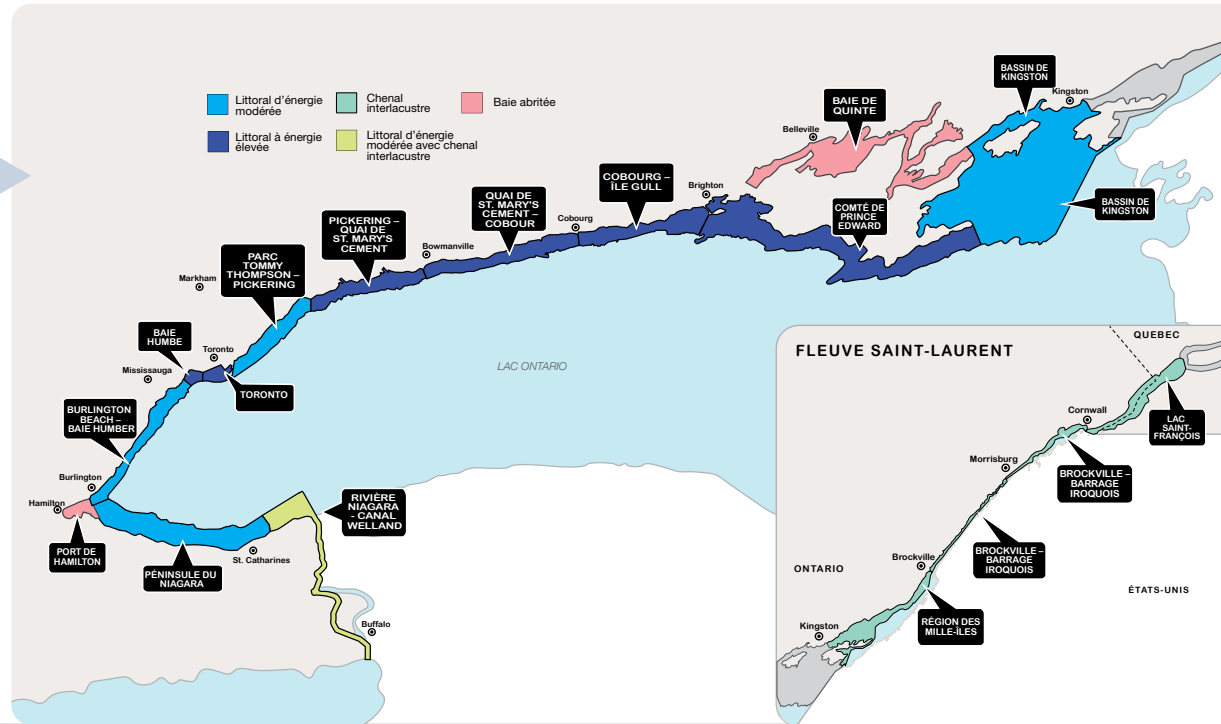 Littoral d'énergie
modérée
Chenal
interlacustre
Baie abritée
Littoral à énergie
élevée
Littoral d'énergie
modérée avec chenal
interlacustre
BASSIN DE
KINGSTON
Kingston
BAIE DE
QUINTE
Belleville
COBOURG –
ÎLE GULL
Brighton
QUAI DE
ST. MARY'S
CEMENT –
COBOUR
Cobourg
COMTÉ DE
PRINCE
EDWARD
BASSIN DE
KINGSTON
PICKERING –
QUAI DE
ST. MARY'S
CEMENT
Bowmanville
PARC
TOMMY
THOMPSON –
PICKERING
Markham
BAIE
HUMBE
Toronto
Mississauga
TORONTO
LAC ONTARIO
BURLINGTON
BEACH –
BAIE HUMBER
Burlington
Hamilton
PORT DE
HAMILTON
PÉNINSULE DU
NIAGARA
St. Catharines
RIVIÈRE
NIAGARA
- CANAL
WELLAND
Buffalo
FLEUVE SAINT-LAURENT
QUEBEC
Cornwall
LAC
SAINT-
FRANÇOIS
Morrisburg
BROCKVILLE –
BARRAGE
IROQUOIS
BROCKVILLE –
BARRAGE
IROQUOIS
Brockville
ONTARIO
ÉTATS-UNIS
RÉGION DES
MILLE-ÎLES
Kingston